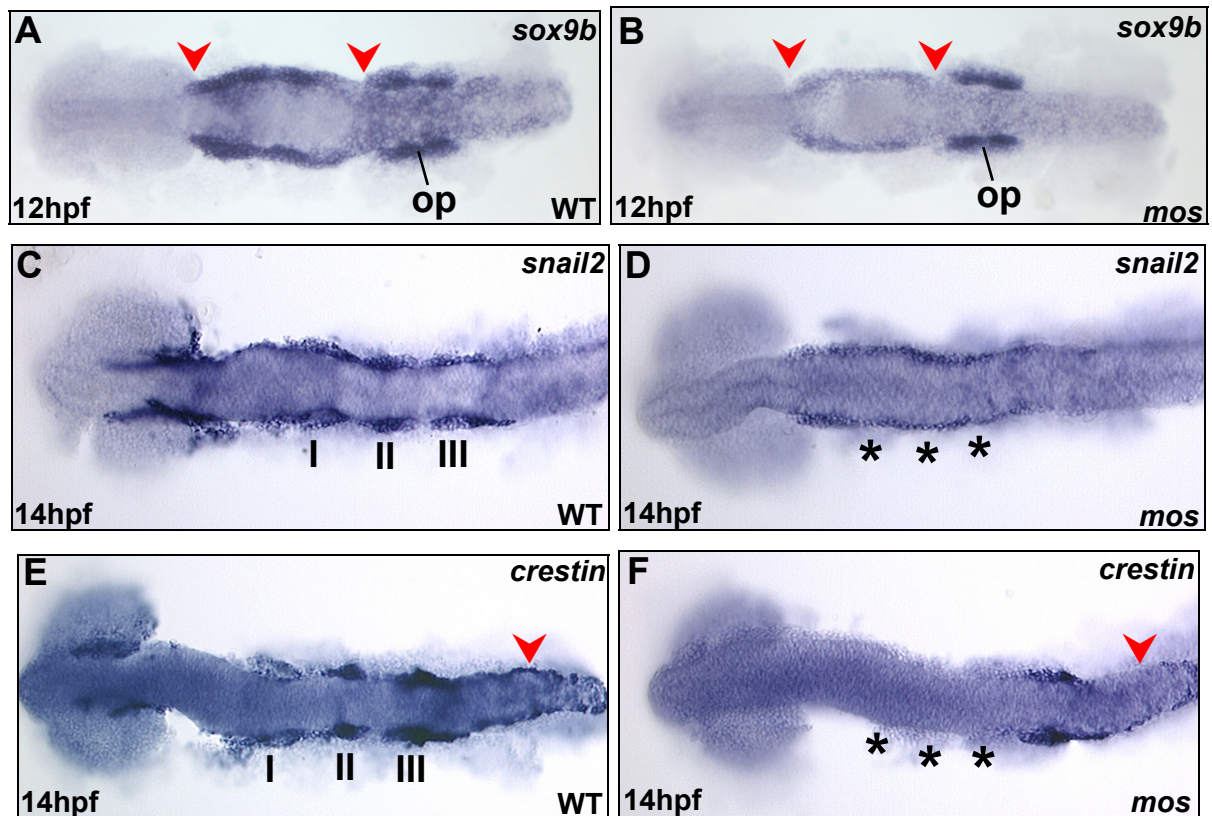 A sox9b
op
12hpf WT
B sox9b
op
12hpf mos
C snail2
I II III
14hpf WT
D snail2
* * *
14hpf mos
E crestin
I II III
14hpf WT
F crestin
* * *
14hpf mos